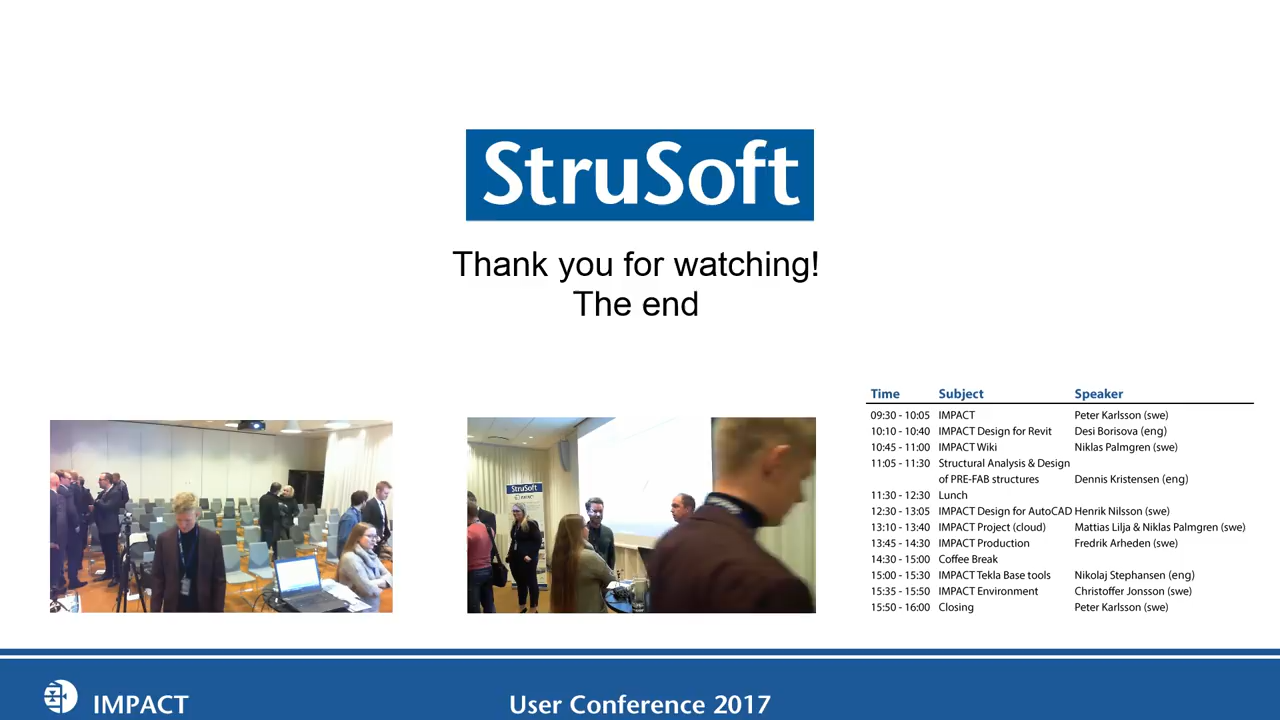 StruSoft
Thank you for watching!
The end
StruSoft
IMPACT
Time Subject Speaker
09:30 - 10:05 IMPACT Peter Karlsson (swe)
10:10 - 10:40 IMPACT Design for Revit Desi Borisova (eng)
10:45 - 11:00 IMPACT Wiki Niklas Palmgren (swe)
11:05 - 11:30 Structural Analysis & Design
of PRE-FAB structures Dennis Kristensen (eng)
11:30 - 12:30 Lunch
12:30 - 13:05 IMPACT Design for AutoCAD Henrik Nilsson (swe)
13:10 - 13:40 IMPACT Project (cloud) Mattias Lilja & Niklas Palmgren (swe)
13:45 - 14:30 IMPACT Production Fredrik Arheden (swe)
14:30 - 15:00 Coffee Break
15:00 - 15:30 IMPACT Tekla Base tools Nikolaj Stephansen (eng)
15:35 - 15:50 IMPACT Environment Christoffer Jonsson (swe)
15:50 - 16:00 Closing Peter Karlsson (swe)
IMPACT User Conference 2017